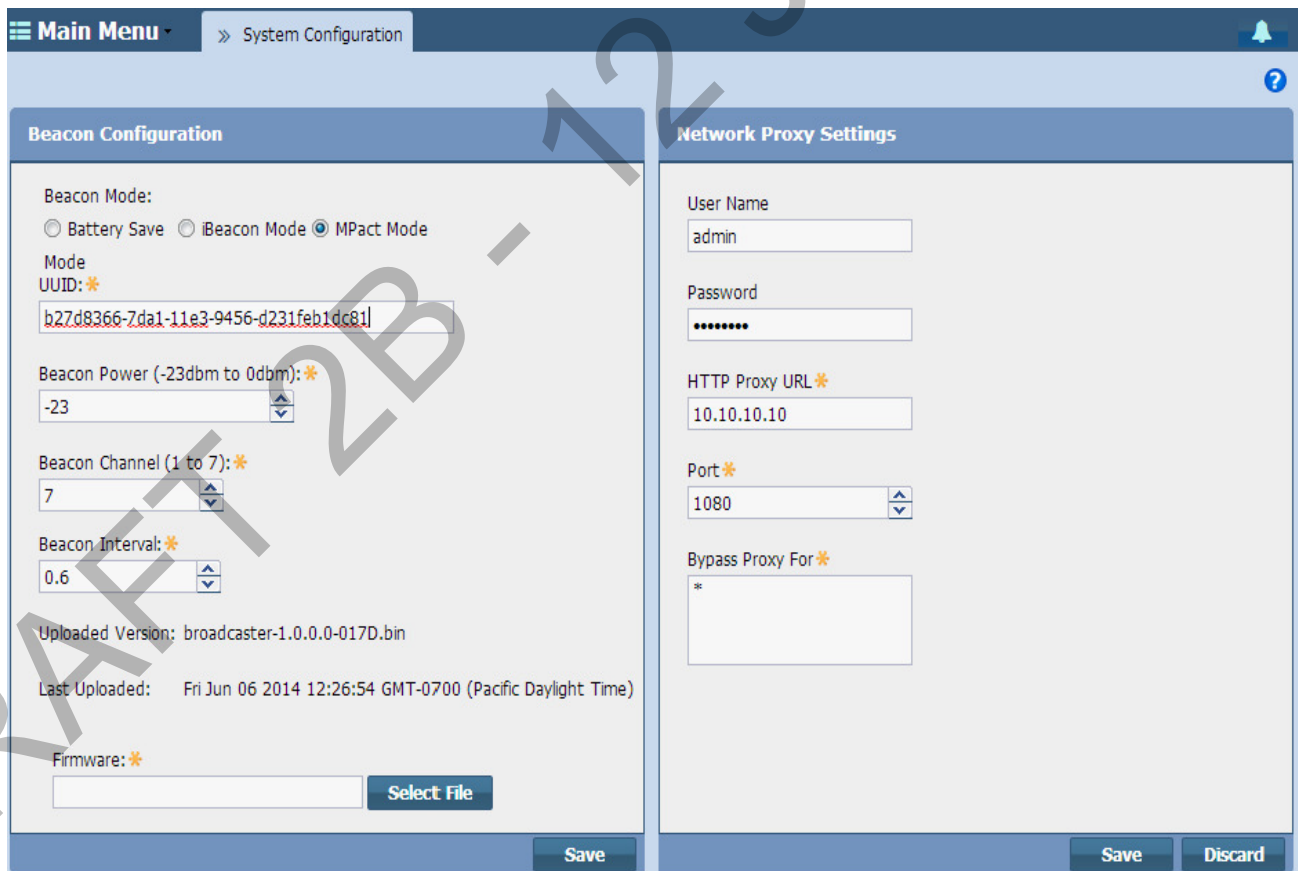 Main Menu
» System Configuration
?
Beacon Configuration
Beacon Mode:
Battery Save iBeacon Mode MPact Mode
Mode
UUID:*
b27d8366-7da1-11e3-9456-d231feb1dc81
Beacon Power (-23dbm to 0dbm):*
-23
Beacon Channel (1 to 7):*
7
Beacon Interval:*
0.6
Uploaded Version: broadcaster-1.0.0.0-017D.bin
Last Uploaded: Fri Jun 06 2014 12:26:54 GMT-0700 (Pacific Daylight Time)
Firmware:*
Select File
Save
Network Proxy Settings
User Name
admin
Password
••••••••
HTTP Proxy URL*
10.10.10.10
Port*
1080
Bypass Proxy For*
*
Save Discard
RAFT 2B - 12